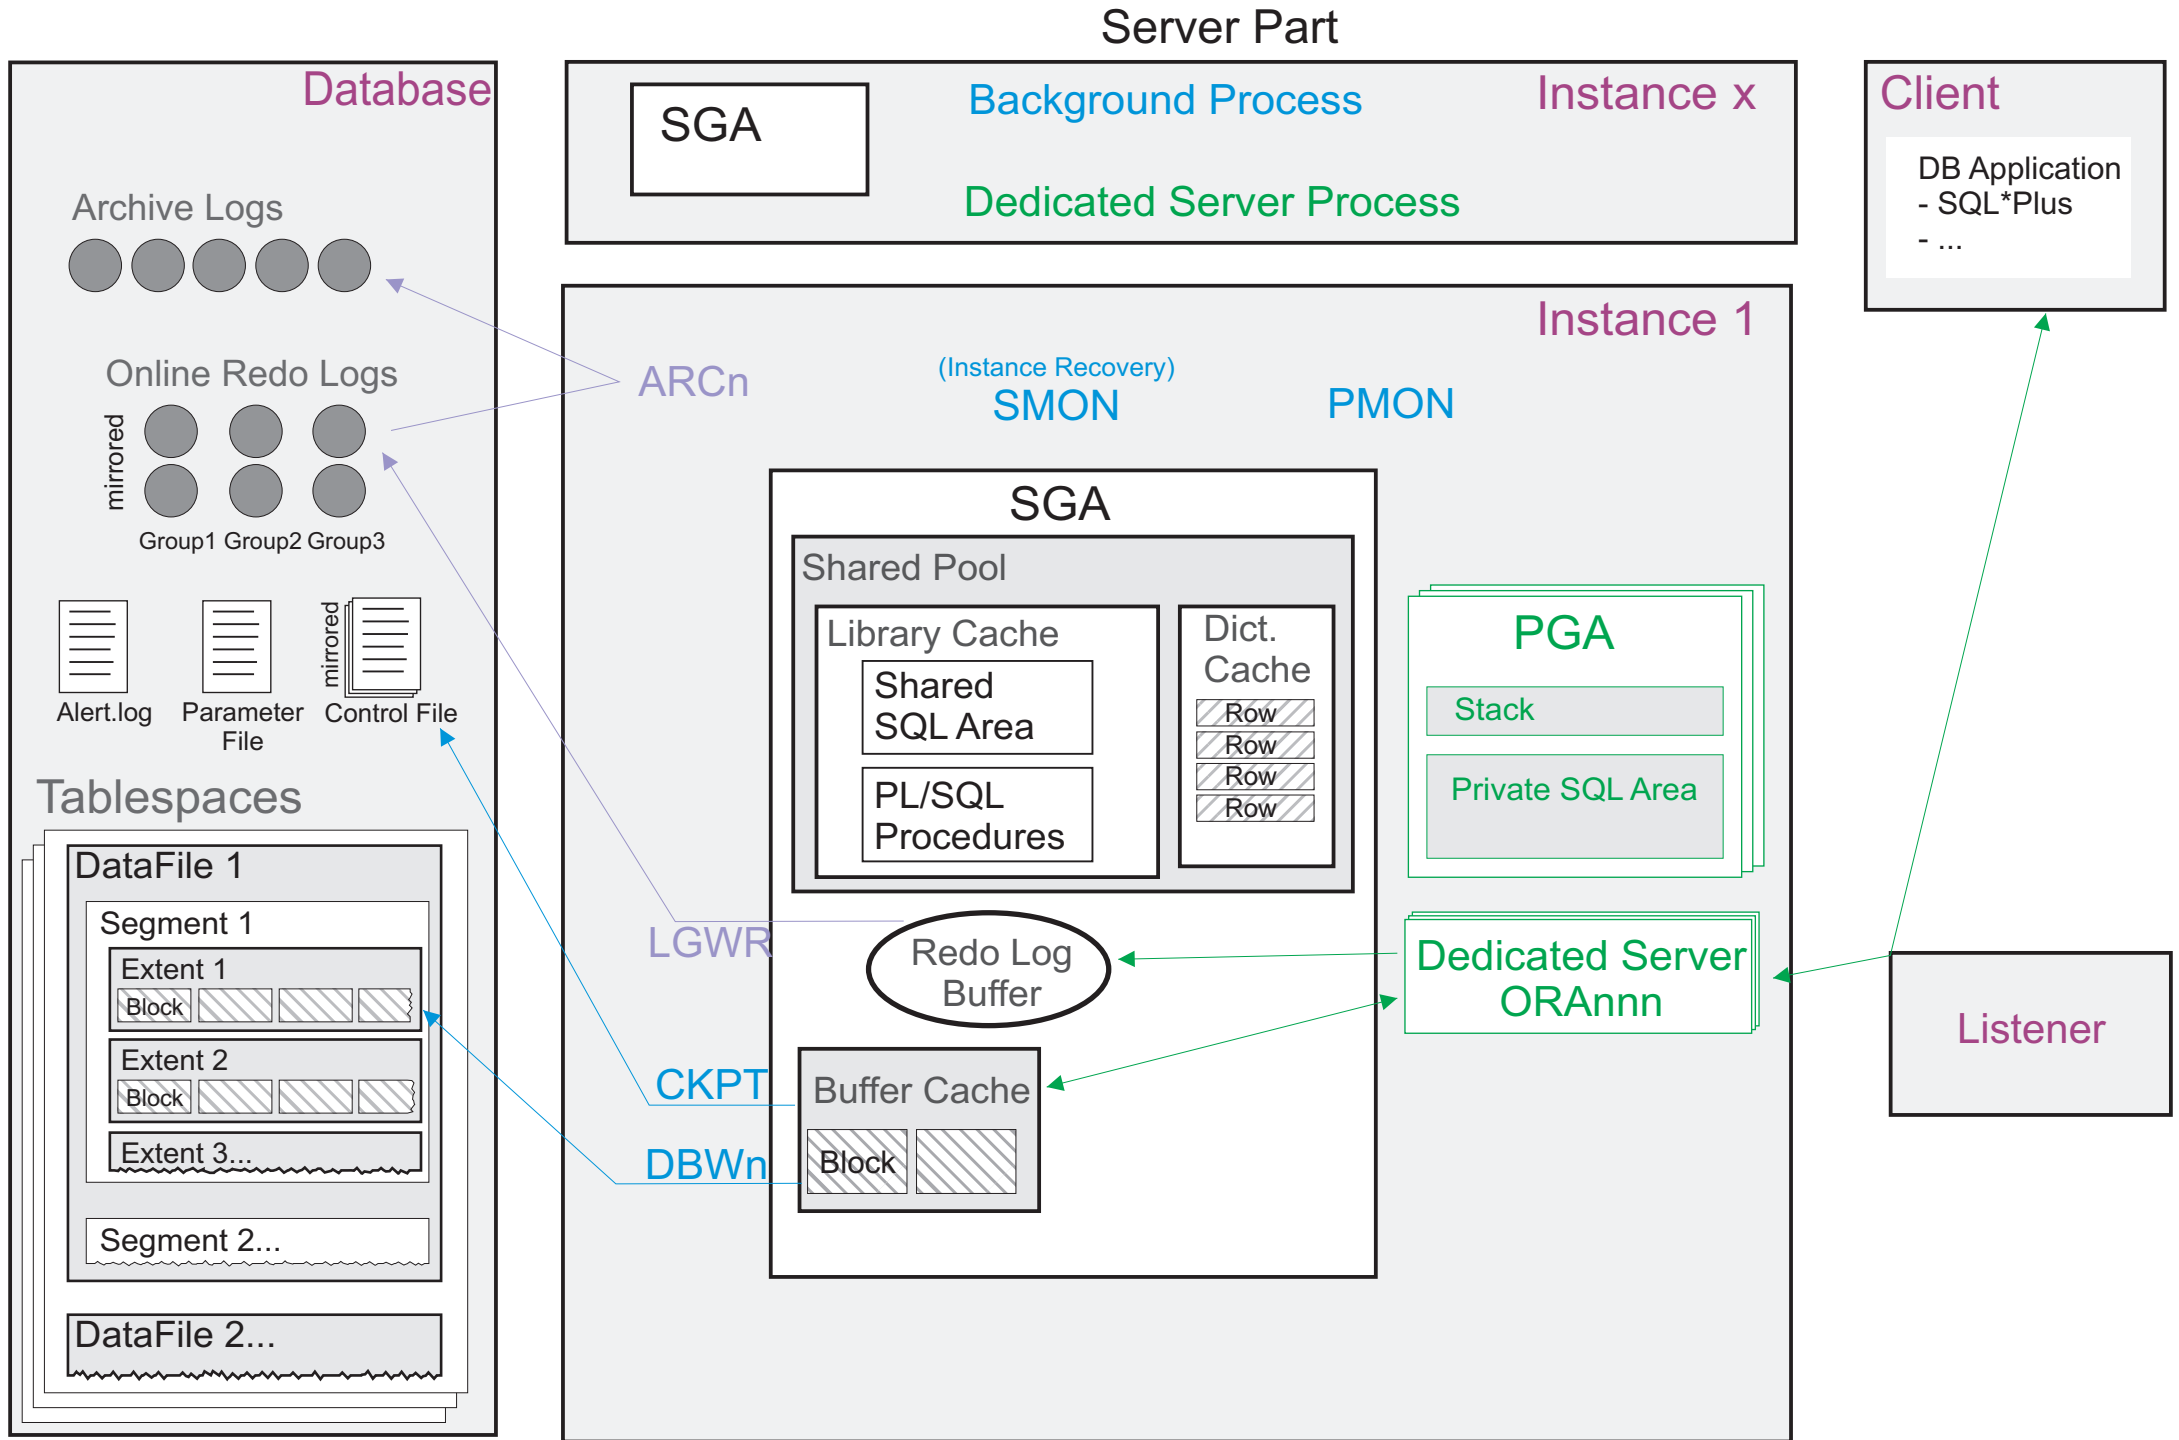 Server Part
Database
Archive Logs
Online Redo Logs
mirrored
Group1 Group2 Group3
mirrored
Alert.log
Parameter
File
Control File
Tablespaces
DataFile 1
Segment 1
Extent 1
Block
Extent 2
Block
Extent 3...
Segment 2...
DataFile 2...
SGA
Background Process
Instance x
Dedicated Server Process
Instance 1
ARCn
(Instance Recovery)
SMON
PMON
SGA
Shared Pool
Library Cache
Shared
SQL Area
PL/SQL
Procedures
Dict.
Cache
Row
Row
Row
Row
LGWR
Redo Log
Buffer
CKPT
Buffer Cache
DBWn
Block
PGA
Stack
Private SQL Area
Dedicated Server
ORAnnn
Client
DB Application
- SQL*Plus
- ...
Listener